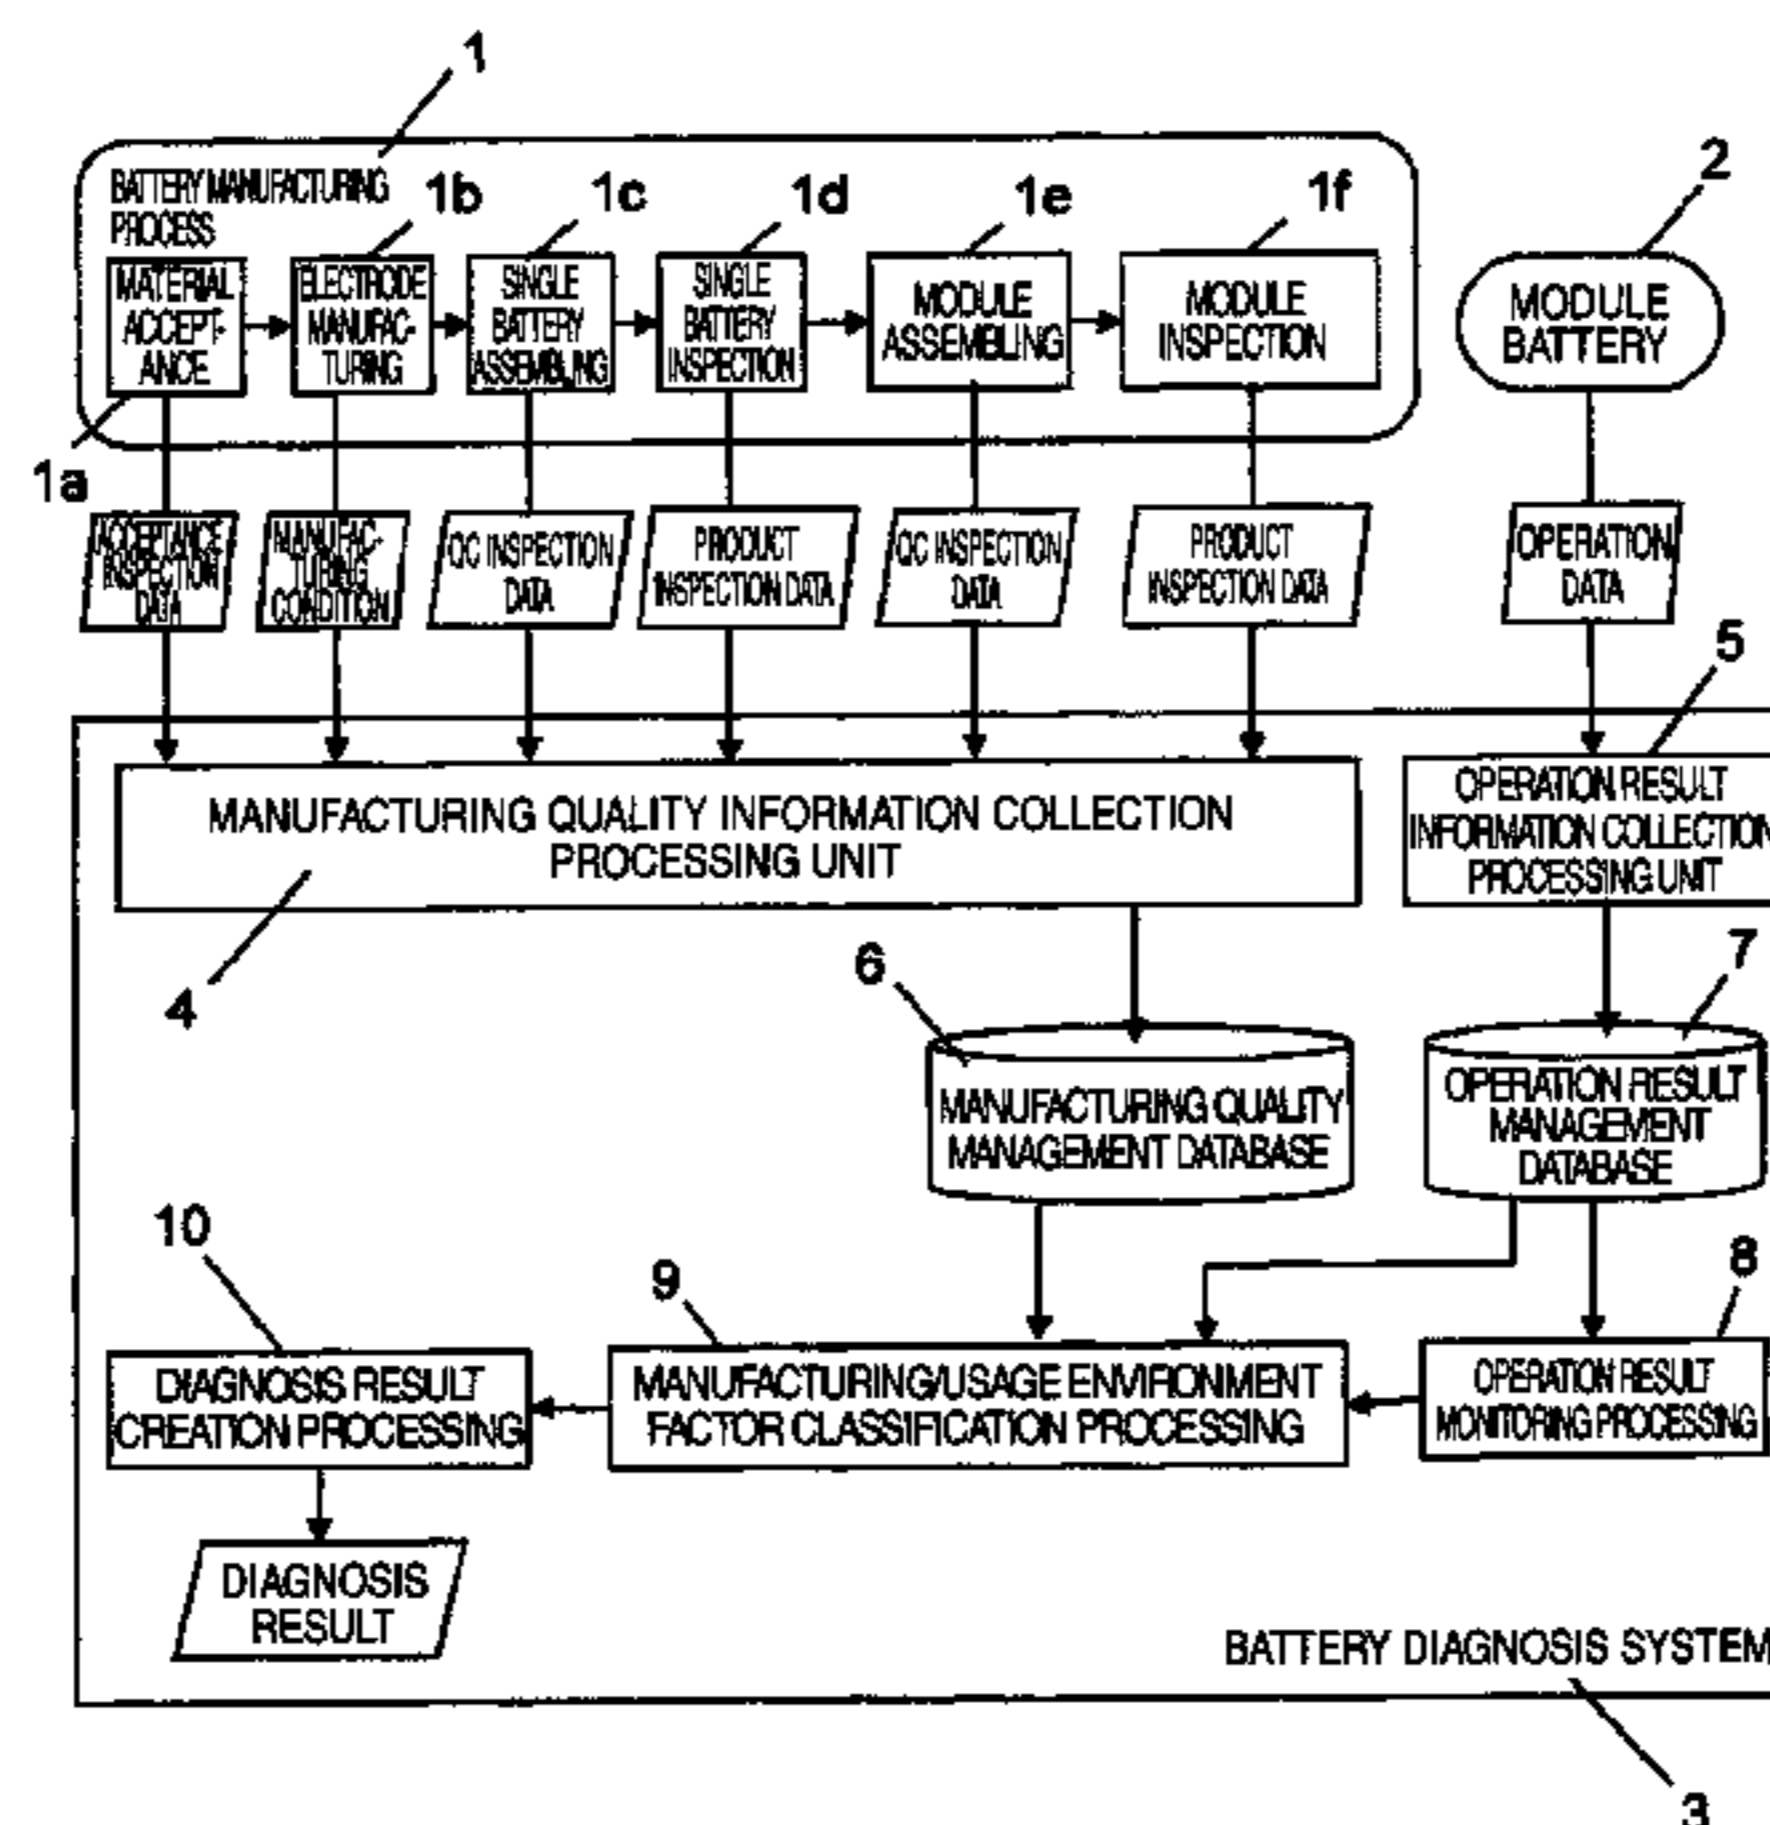 1
BATTERY MANUFACTURING
PROCESS
1b
1c
1d
1e
1f
2
MATERIAL
ACCEPT-
ANCE
ELECTRODE
MANUFAC-
TURING
SINGLE
BATTERY
ASSEMBLING
SINGLE
BATTERY
INSPECTION
MODULE
ASSEMBLING
MODULE
INSPECTION
MODULE
BATTERY
1a
ACCEPTANCE
INSPECTION
DATA
MANUFAC-
TURING
CONDITION
QC INSPECTION
DATA
PRODUCT
INSPECTION DATA
QC INSPECTION
DATA
PRODUCT
INSPECTION DATA
OPERATION
DATA
5
MANUFACTURING QUALITY INFORMATION COLLECTION
PROCESSING UNIT
OPERATION RESULT
INFORMATION COLLECTION
PROCESSING UNIT
4
6
7
MANUFACTURING QUALITY
MANAGEMENT DATABASE
OPERATION RESULT
MANAGEMENT
DATABASE
10
9
8
DIAGNOSIS RESULT
CREATION PROCESSING
MANUFACTURING/USAGE ENVIRONMENT
FACTOR CLASSIFICATION PROCESSING
OPERATION RESULT
MONITORING PROCESSING
DIAGNOSIS
RESULT
BATTERY DIAGNOSIS SYSTEM
3